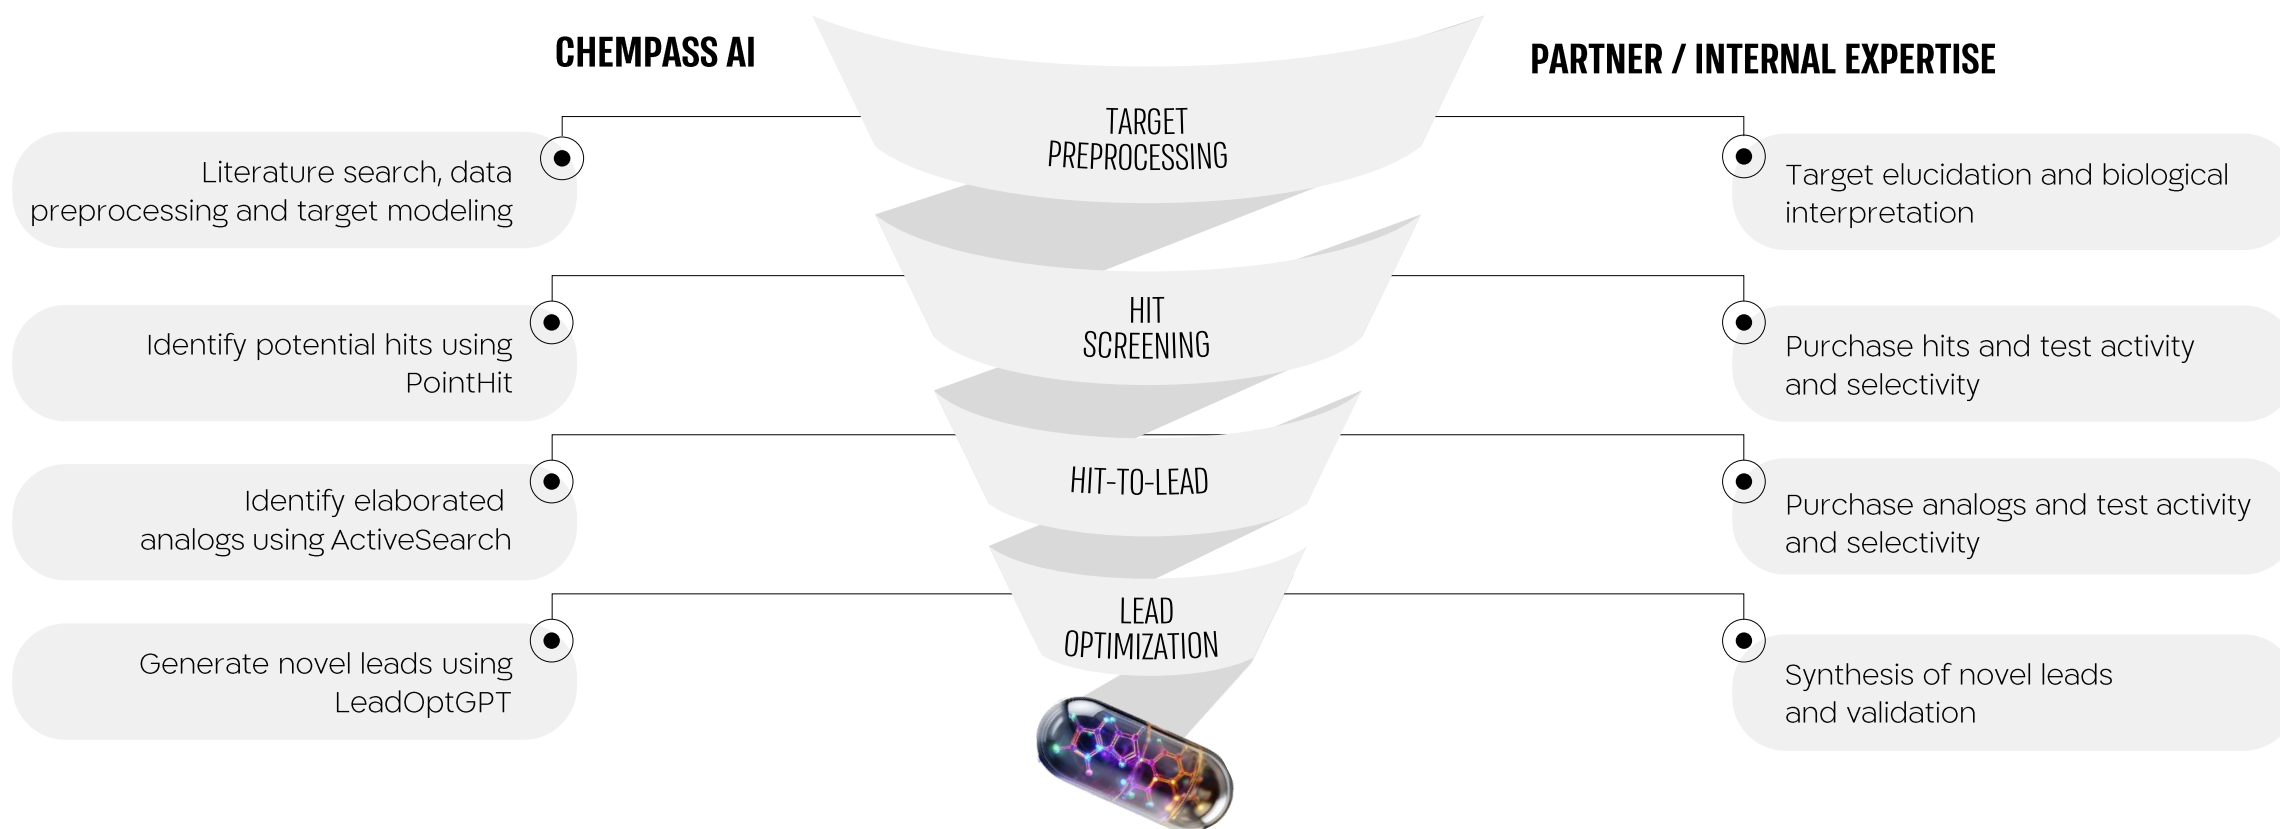 CHEMPASS AI
PARTNER / INTERNAL EXPERTISE
TARGET
PREPROCESSING
Literature search, data
preprocessing and target modeling
Target elucidation and biological
interpretation
HIT
SCREENING
Identify potential hits using
PointHit
Purchase hits and test activity
and selectivity
HIT-TO-LEAD
Identify elaborated
analogs using ActiveSearch
Purchase analogs and test activity
and selectivity
LEAD
OPTIMIZATION
Generate novel leads using
LeadOptGPT
Synthesis of novel leads
and validation